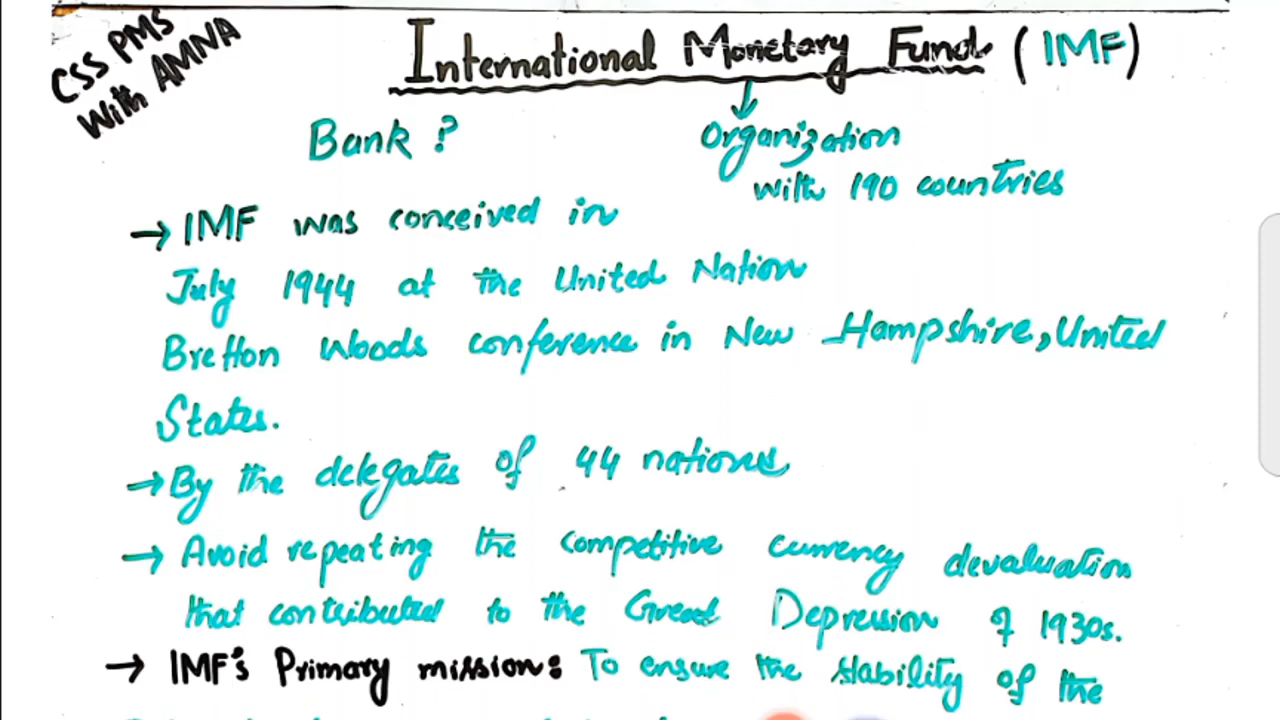 CSS PMS
With AMNA
International Monetary Fund (IMF)
Bank ?
Organization
with 190 countries
→ IMF was conceived in
July 1944 at the United Nation
Bretton Woods conference in New Hampshire, United
States.
→ By the delegates of 44 nations
→ Avoid repeating the competitive currency devaluation
that contributed to the Great Depression of 1930s.
→ IMF's Primary mission: To ensure the stability of the